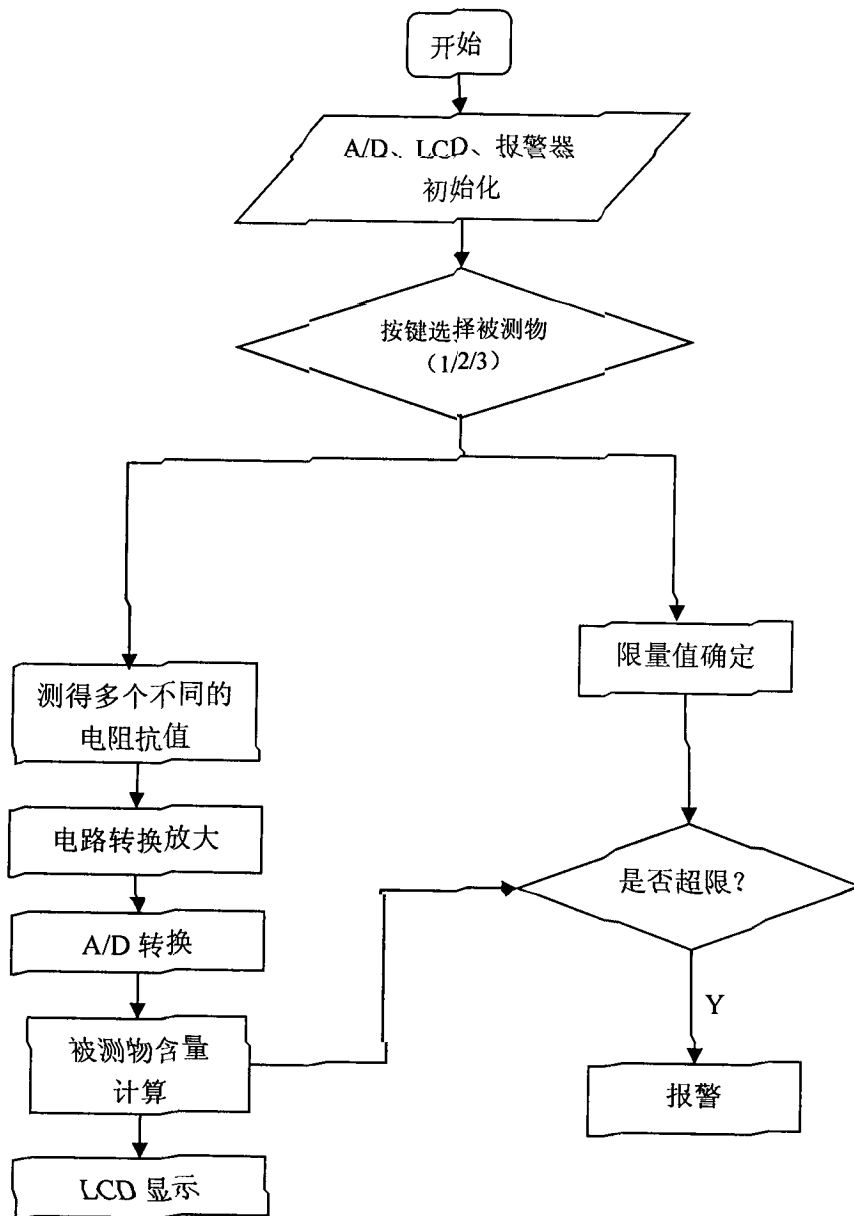 开始
A/D、LCD、报警器
初始化
按键选择被测物
（1/2/3）
限量值确定
测得多个不同的
电阻抗值
电路转换放大
是否超限？
A/D 转换
Y
被测物含量
计算
报警
LCD 显示